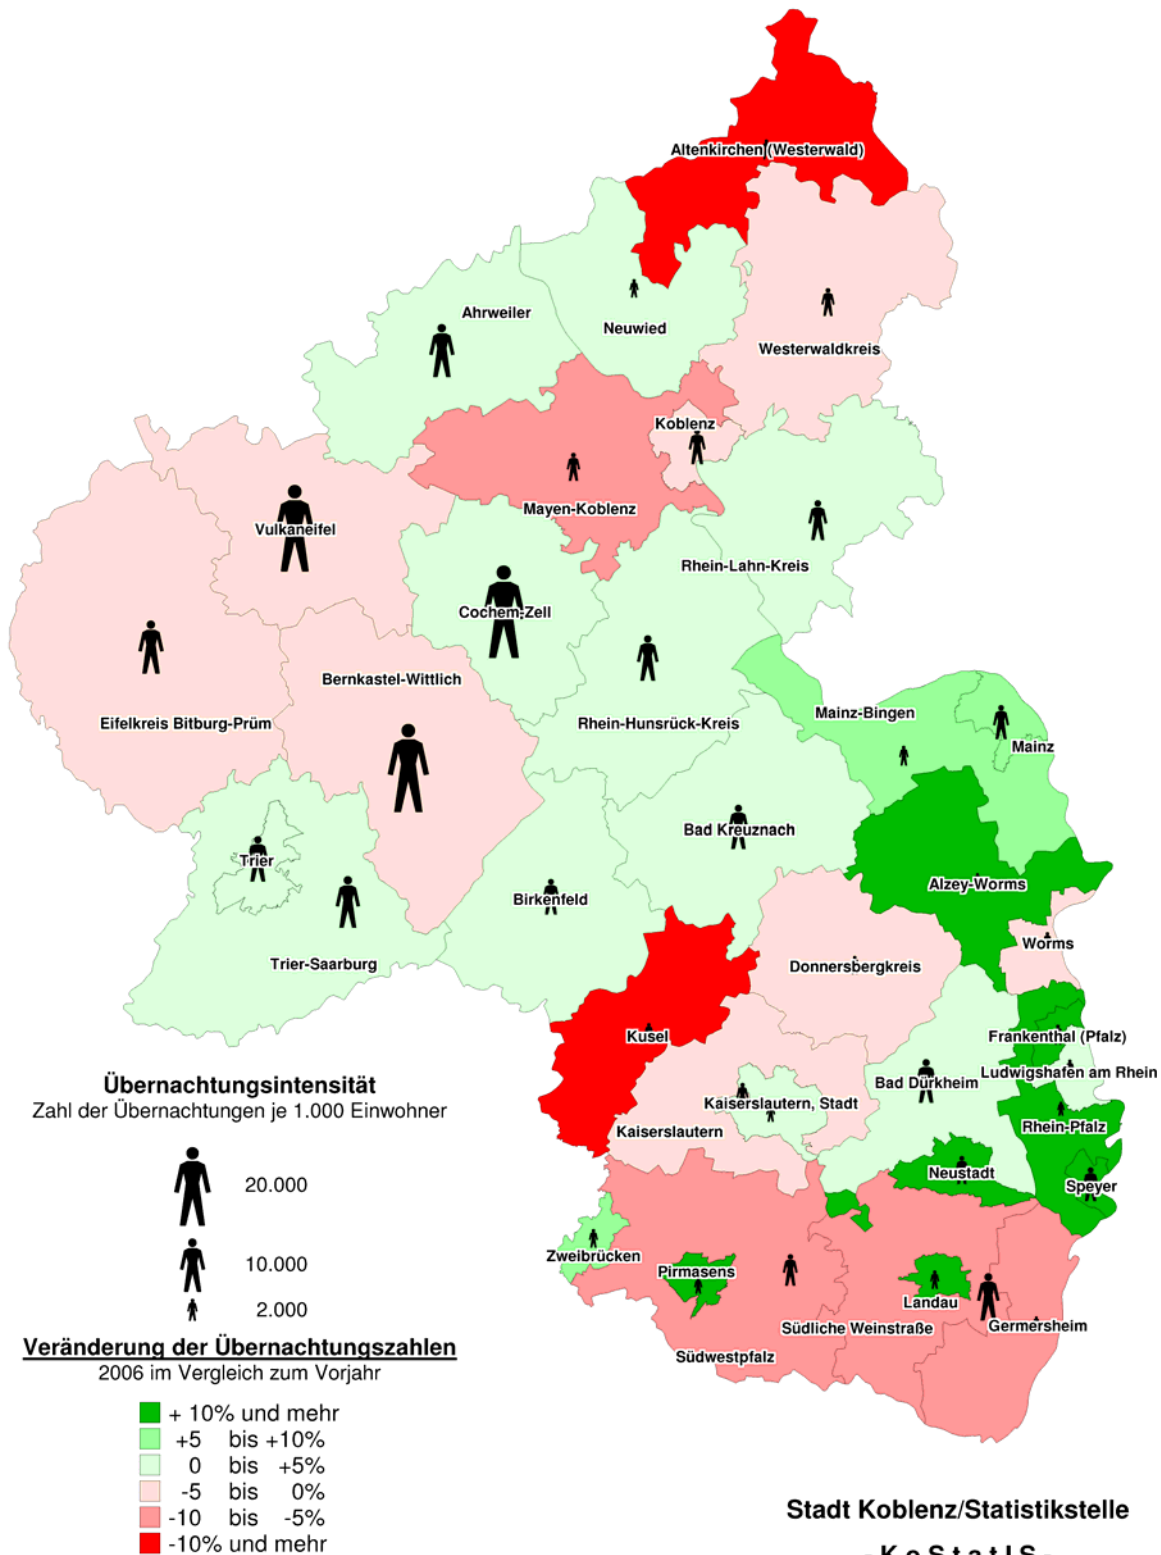 Altenkirchen (Westerwald)
Ahrweiler
Neuwied
Westerwaldkreis
Koblenz
Mayen-Koblenz
Vulkaneifel
Rhein-Lahn-Kreis
Cochem-Zell
Bernkastel-Wittlich
Eifelkreis Bitburg-Prüm
Rhein-Hunsrück-Kreis
Mainz-Bingen
Mainz
Bad Kreuznach
Trier
Alzey-Worms
Birkenfeld
Worms
Trier-Saarburg
Donnersbergkreis
Kusel
Frankenthal (Pfalz)
Ludwigshafen am Rhein
Bad Dürkheim
Kaiserslautern, Stadt
Rhein-Pfalz
Kaiserslautern
Neustadt
Speyer
Zweibrücken
Pirmasens
Landau
Germersheim
Südliche Weinstraße
Südwestpfalz
Übernachtungsintensität
Zahl der Übernachtungen je 1.000 Einwohner
20.000
10.000
2.000
Veränderung der Übernachtungszahlen
2006 im Vergleich zum Vorjahr
+ 10% und mehr
+5 bis +10%
0 bis +5%
-5 bis 0%
-10 bis -5%
-10% und mehr
Stadt Koblenz/Statistikstelle
- K o S t a t I S -